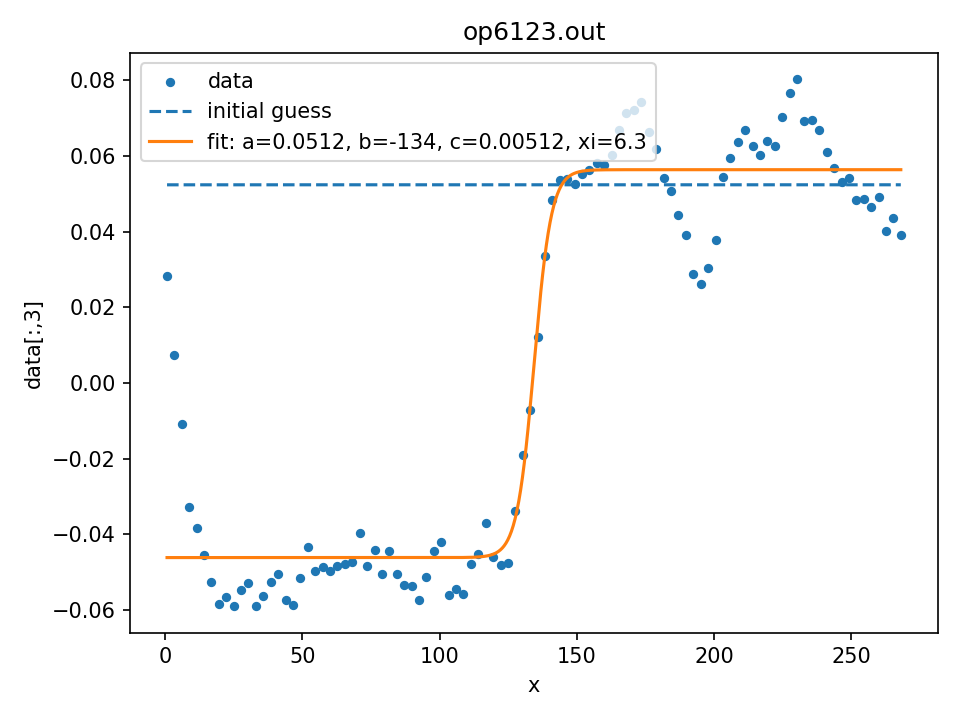 op6123.out
data
initial guess
fit: a=0.0512, b=-134, c=0.00512, xi=6.3
0.08
0.06
0.04
0.02
0.00
−0.02
−0.04
−0.06
data[:,3]
0
50
100
150
200
250
x